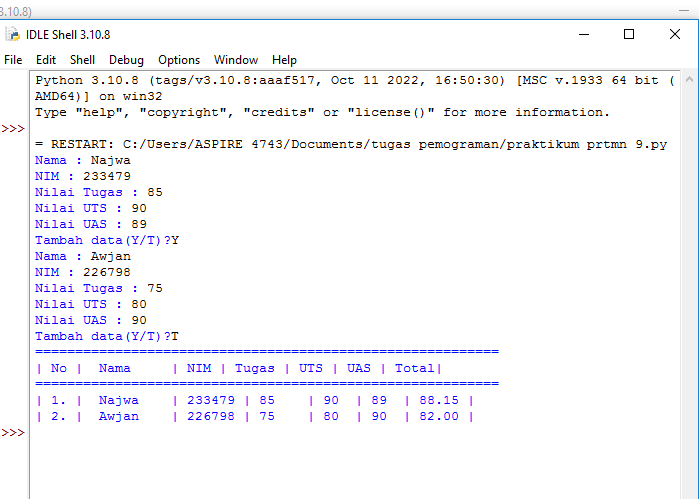 3.10.8)
IDLE Shell 3.10.8
File Edit Shell Debug Options Window Help
Python 3.10.8 (tags/v3.10.8:aaaf517, Oct 11 2022, 16:50:30) [MSC v.1933 64 bit (
AMD64)] on win32
Type "help", "copyright", "credits" or "license()" for more information.
>>>
= RESTART: C:/Users/ASPIRE 4743/Documents/tugas pemograman/praktikum prtmn 9.py
Nama : Najwa
NIM : 233479
Nilai Tugas : 85
Nilai UTS : 90
Nilai UAS : 89
Tambah data(Y/T)?Y
Nama : Awjan
NIM : 226798
Nilai Tugas : 75
Nilai UTS : 80
Nilai UAS : 90
Tambah data(Y/T)?T
==========================================================
| No |  Nama     | NIM | Tugas | UTS | UAS | Total|
==========================================================
| 1. |  Najwa    | 233479 | 85    | 90  | 89  | 88.15 |
| 2. |  Awjan    | 226798 | 75    | 80  | 90  | 82.00 |
>>>